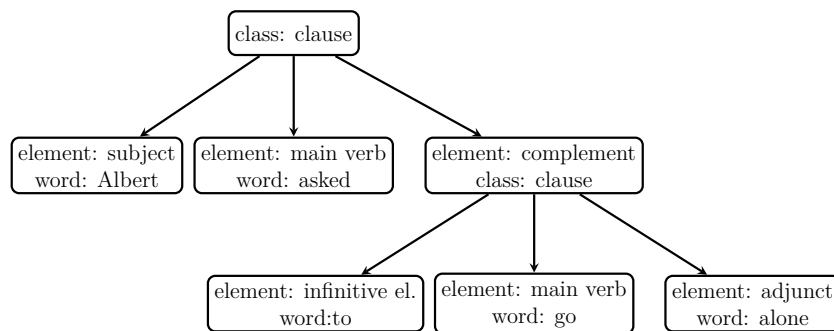 class: clause
element: subject
word: Albert
element: main verb
word: asked
element: complement
class: clause
element: infinitive el.
word:to
element: main verb
word: go
element: adjunct
word: alone